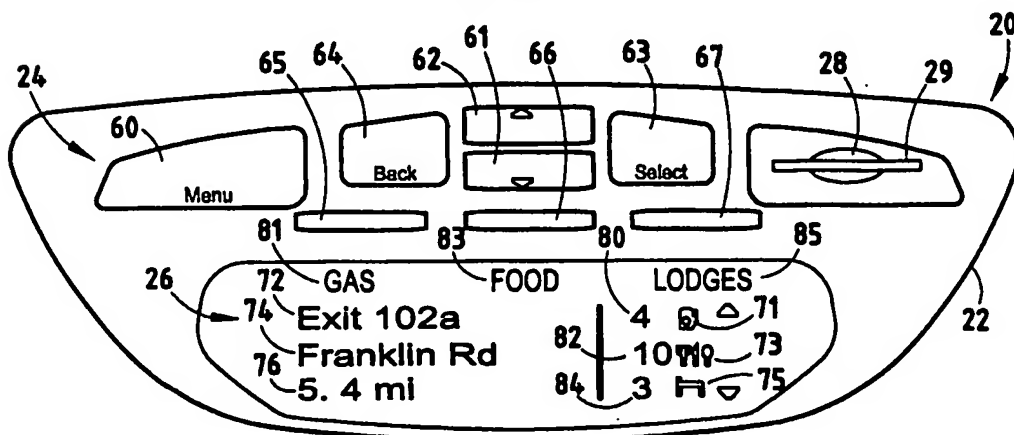 62 61 20
64 66 67 28
65 63 29
24
60
Back Select
Menu
81 83 80 85
72 GAS FOOD LODGES
26 74 Exit 102a 4 71 22
Franklin Rd 82 10 73
76 5. 4 mi 84 3 75